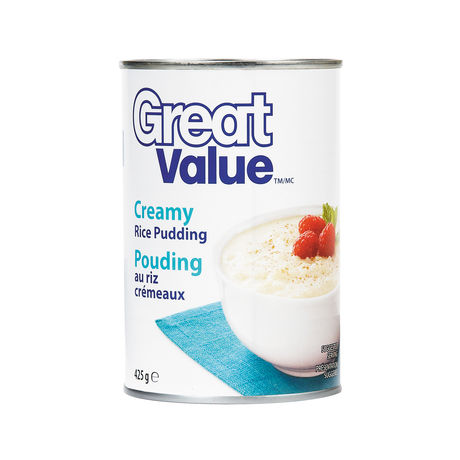 Great
Value
TM/MC
Creamy
Rice Pudding
Pouding
au riz
crémeaux
425 g e